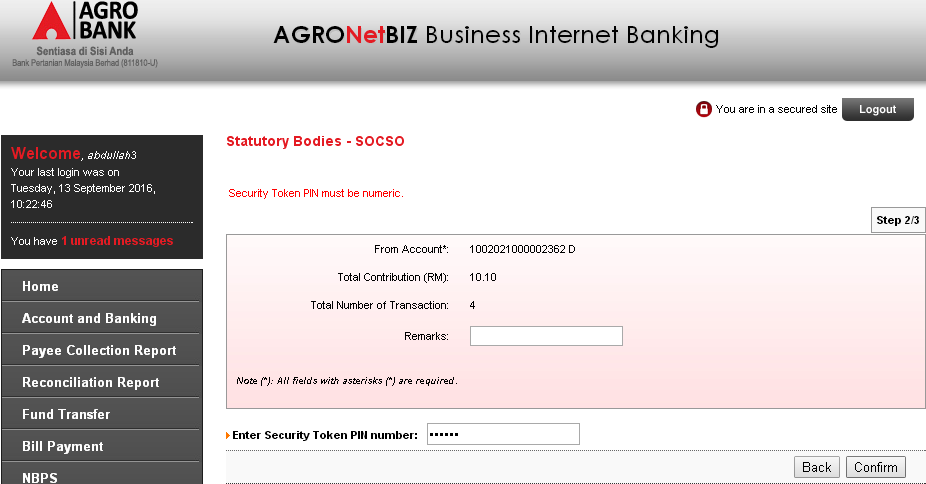 AGRO
BANK
Sentiasa di Sisi Anda
Bank Pertanian Malaysia Berhad (811810-U)
AGRONetBIZ Business Internet Banking
You are in a secured site
Logout
Welcome, abdullah3
Your last login was on
Tuesday, 13 September 2016,
10:22:46
You have 1 unread messages
Home
Account and Banking
Payee Collection Report
Reconciliation Report
Fund Transfer
Bill Payment
NBPS
Statutory Bodies - SOCSO
Security Token PIN must be numeric.
Step 2/3
From Account*: 1002021000002362 D
Total Contribution (RM): 10.10
Total Number of Transaction: 4
Remarks:
Note (*): All fields with asterisks (*) are required.
Enter Security Token PIN number: ••••••
Back Confirm